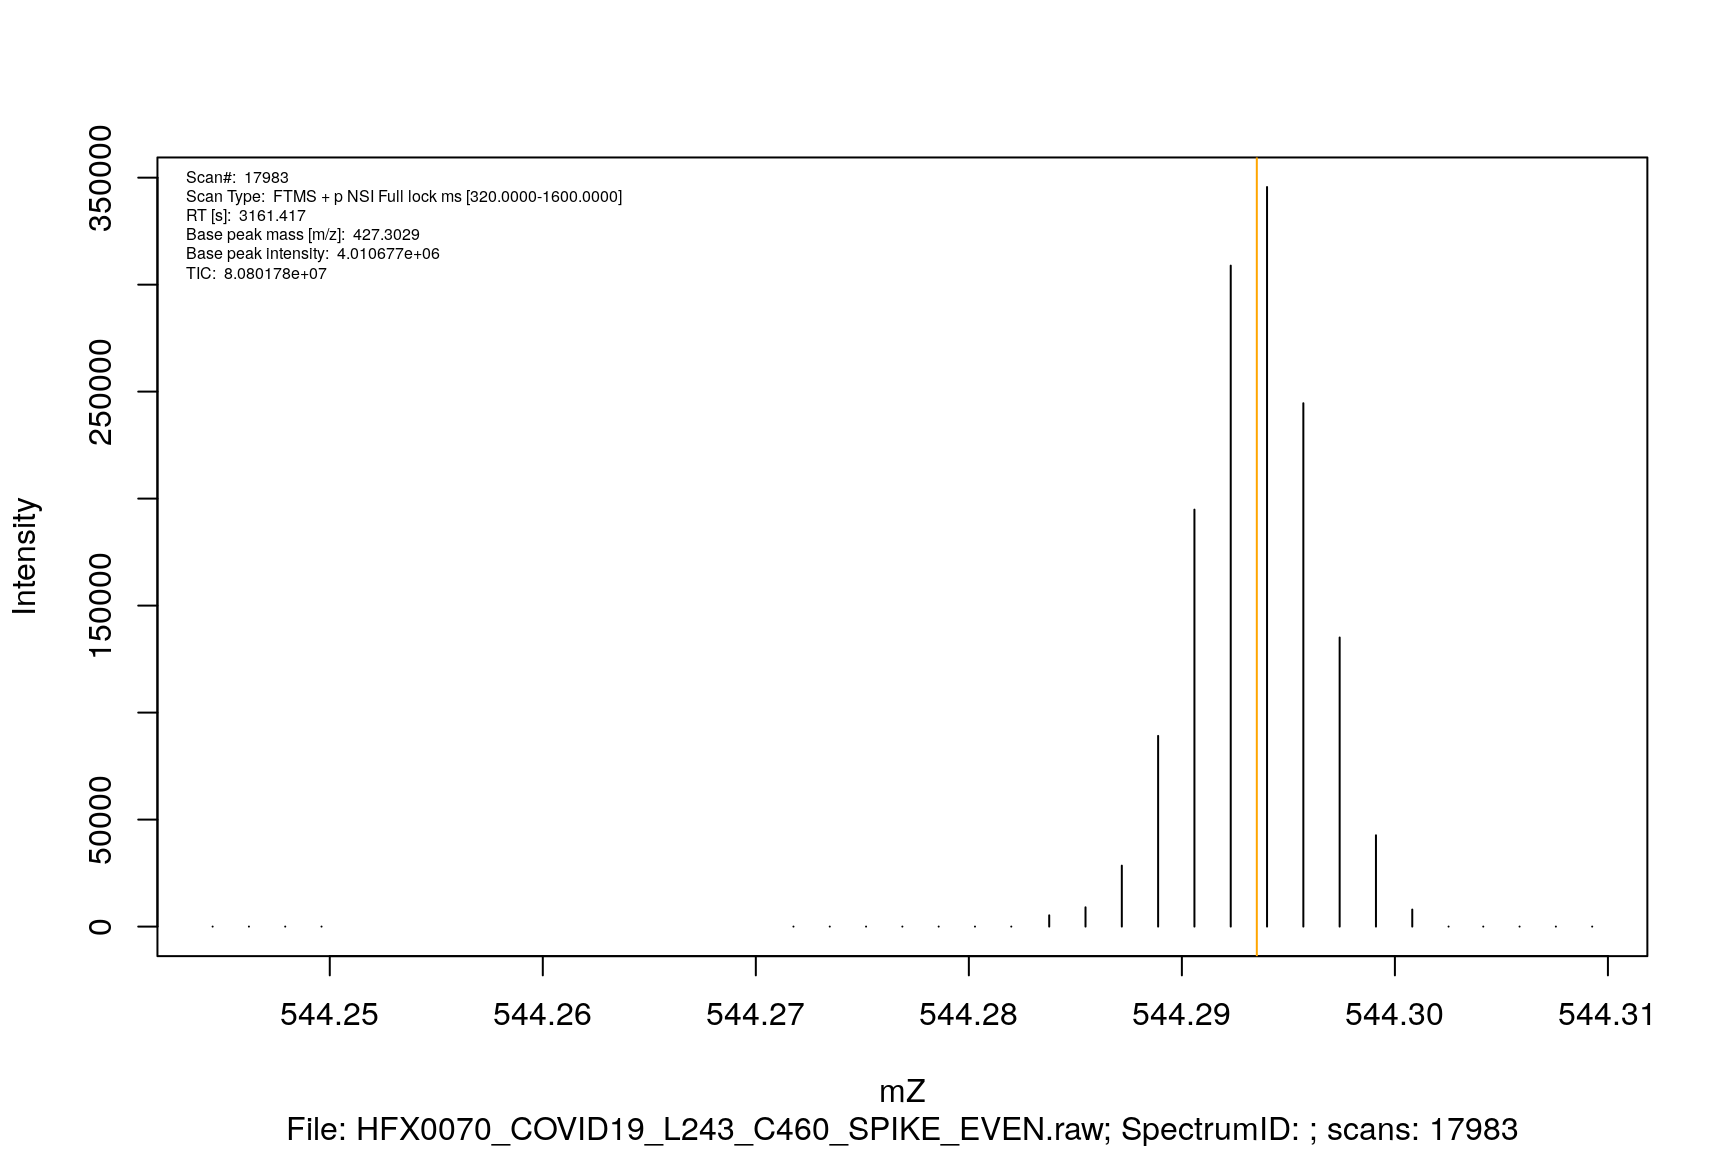 Scan#: 17983
Scan Type: FTMS + p NSI Full lock ms [320.0000-1600.0000]
RT [s]: 3161.417
Base peak mass [m/z]: 427.3029
Base peak intensity: 4.010677e+06
TIC: 8.080178e+07
350000
250000
150000
50000
0
Intensity
544.25 544.26 544.27 544.28 544.29 544.30 544.31
mZ
File: HFX0070_COVID19_L243_C460_SPIKE_EVEN.raw; SpectrumID: ; scans: 17983